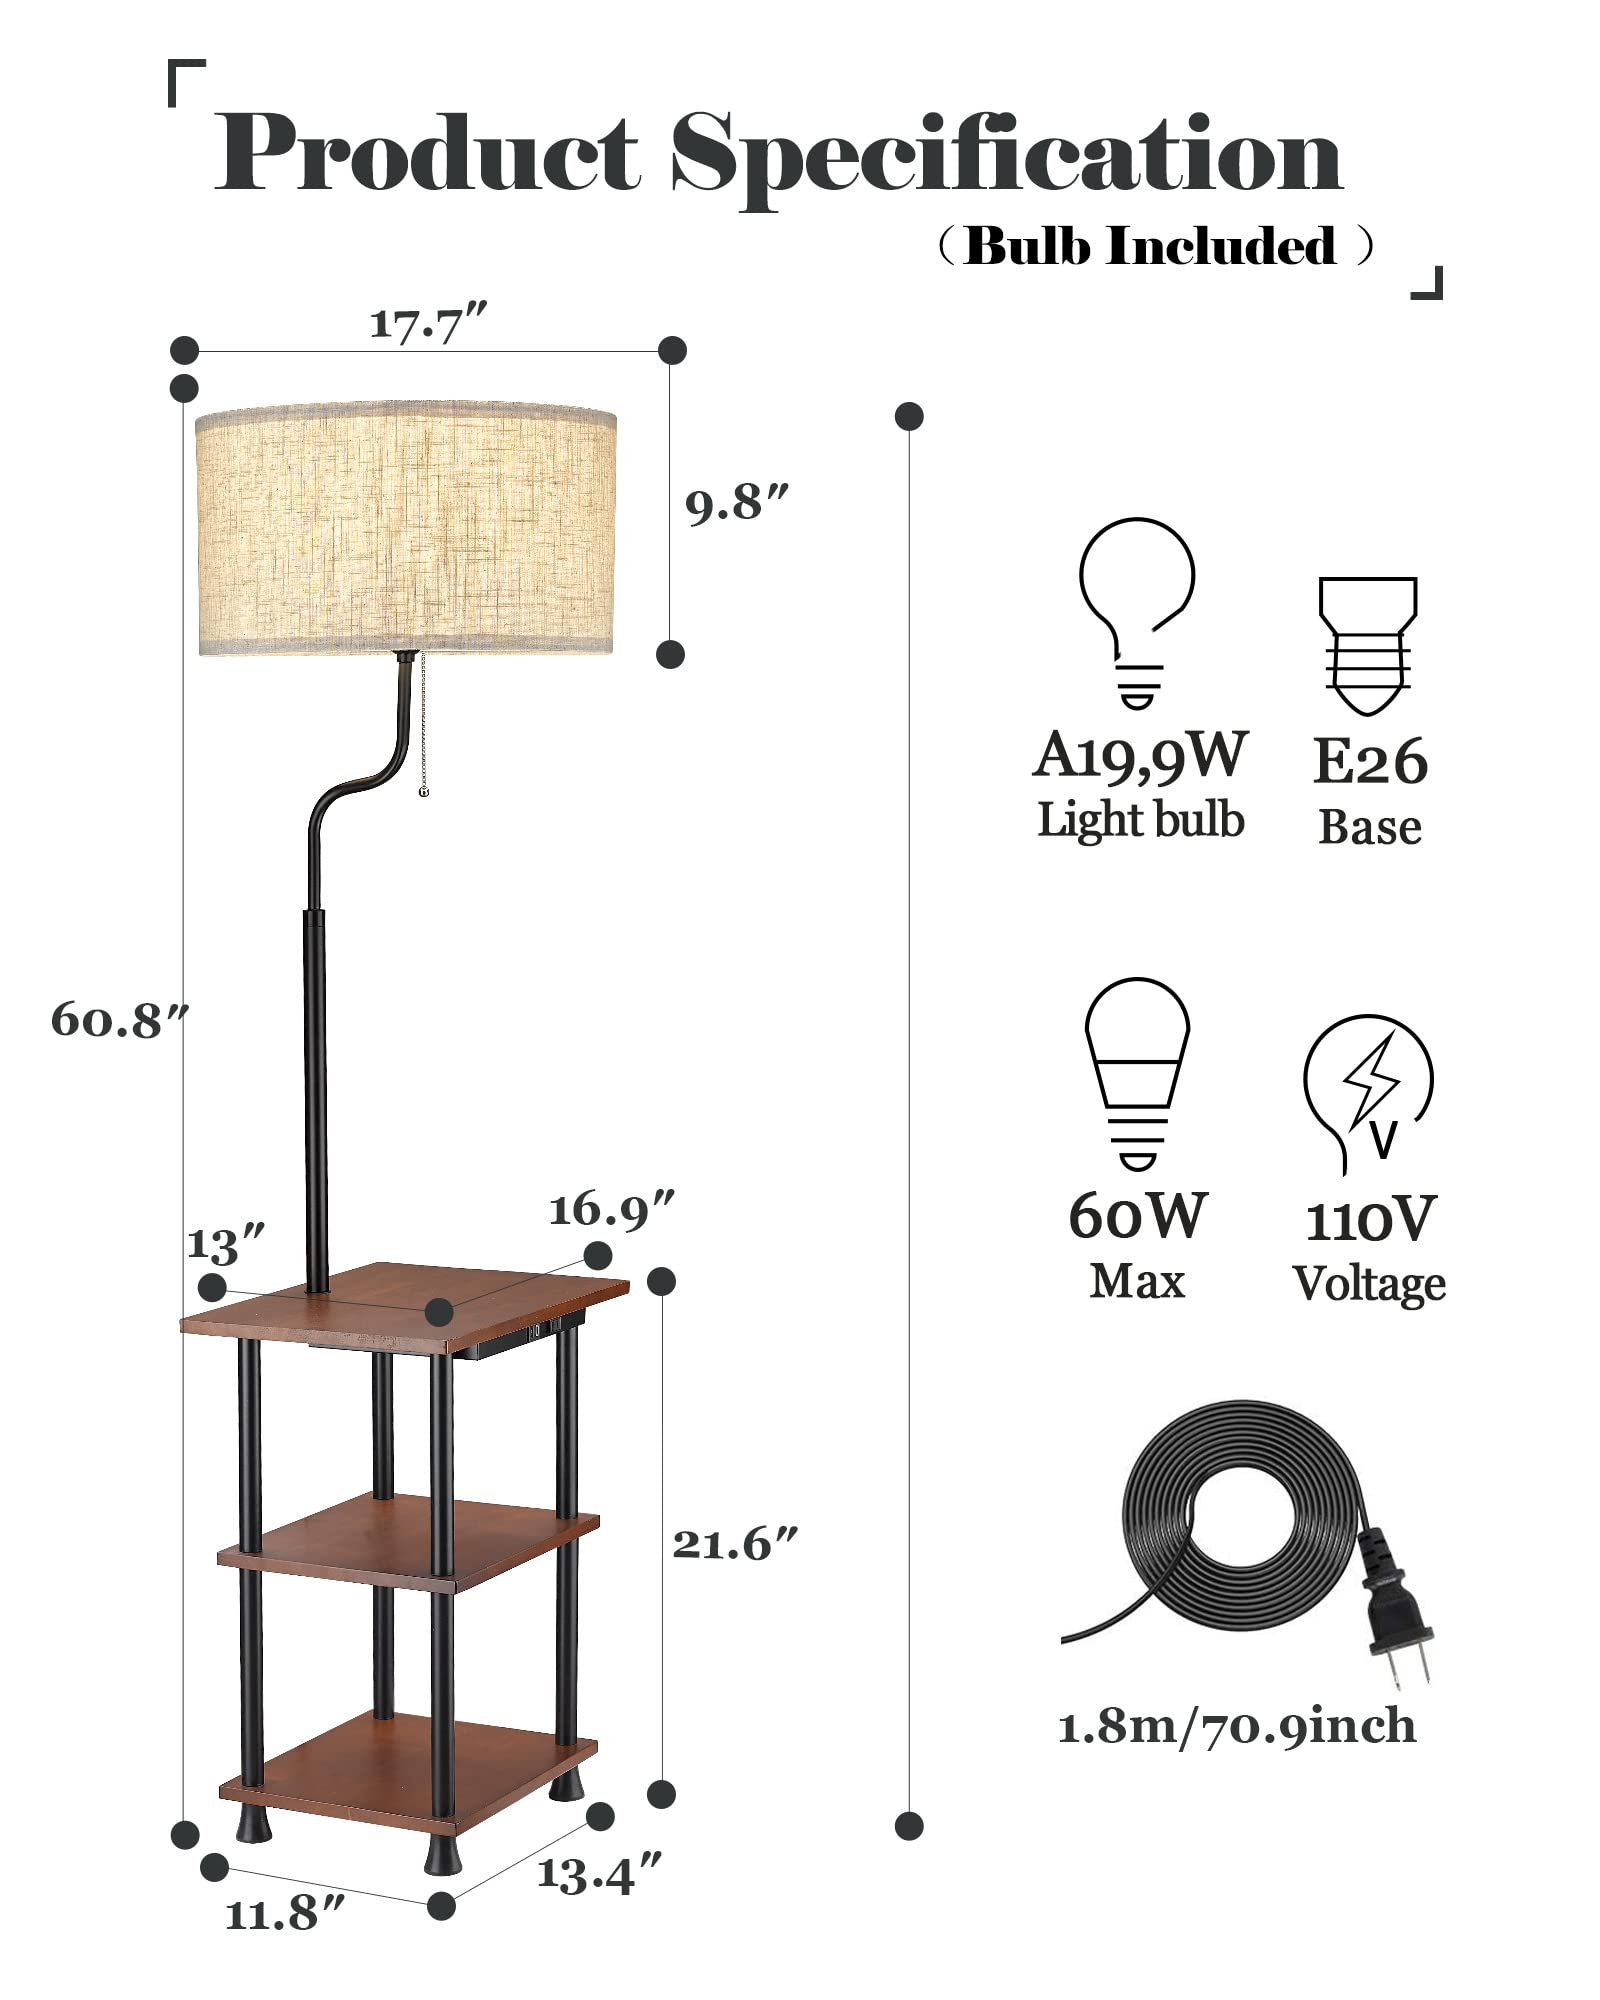 Product Specification
(Bulb Included )
17.7"
9.8"
60.8"
13"
16.9"
21.6"
11.8"
13.4"
A19,9W
Light bulb
E26
Base
60W
Max
V
110V
Voltage
1.8m/70.9inch